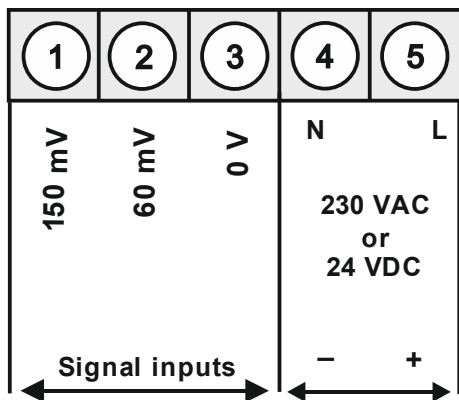 1 2 3 4 5
150 mV 60 mV 0 V
N L
230 VAC
or
24 VDC
– +
Signal inputs